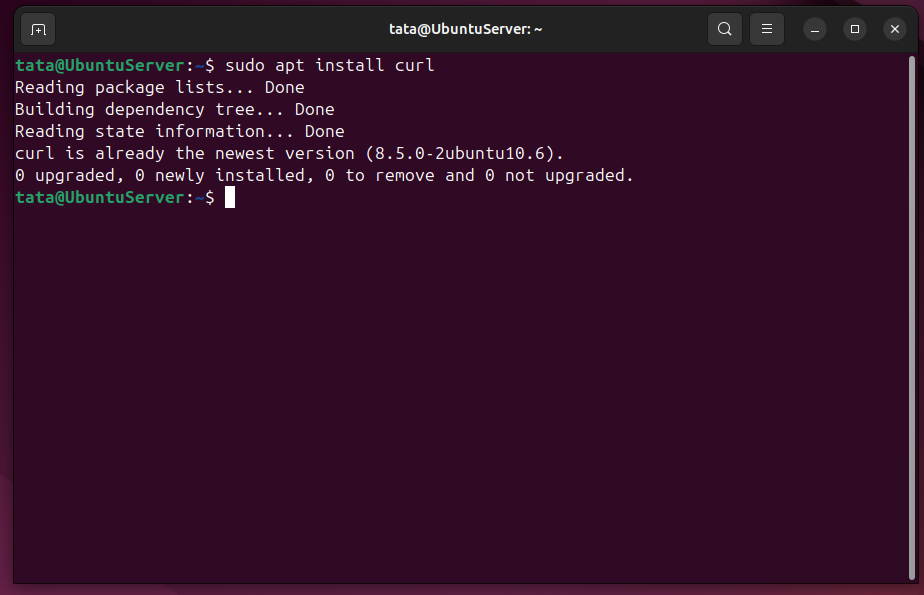 tata@UbuntuServer: ~
tata@UbuntuServer:~$ sudo apt install curl
Reading package lists... Done
Building dependency tree... Done
Reading state information... Done
curl is already the newest version (8.5.0-2ubuntu10.6).
0 upgraded, 0 newly installed, 0 to remove and 0 not upgraded.
tata@UbuntuServer:~$